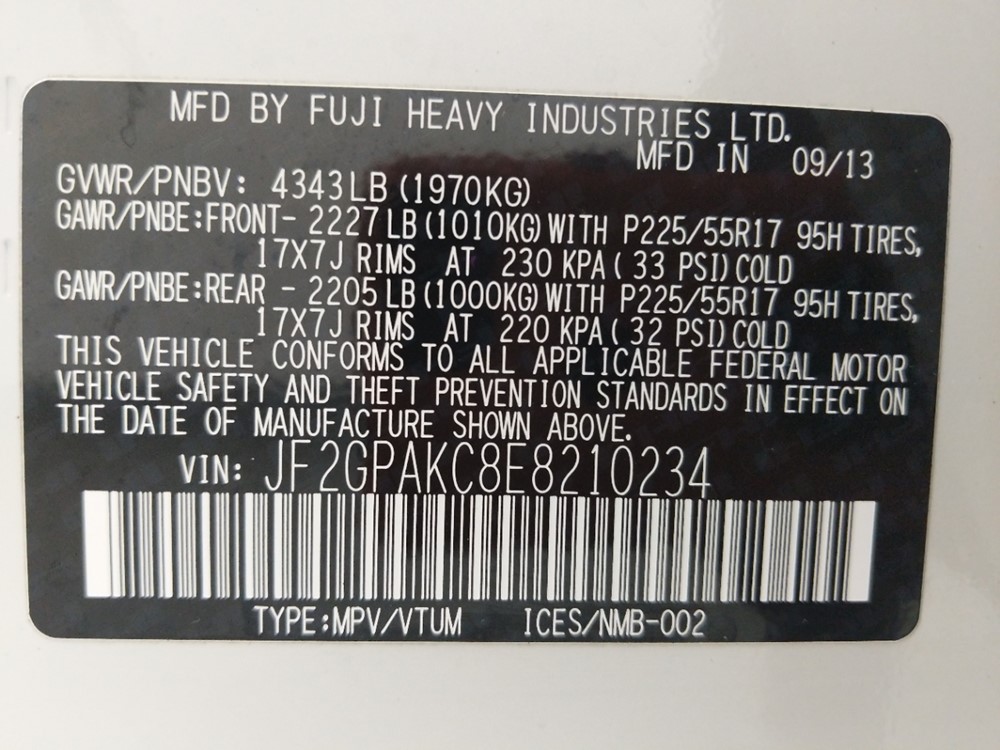 MFD BY FUJI HEAVY INDUSTRIES LTD.
MFD IN 09/13
GVWR/PNBV: 4343LB (1970KG)
GAWR/PNBE:FRONT- 2227 LB (1010KG) WITH P225/55R17 95H TIRES,
17X7J RIMS AT 230 KPA ( 33 PSI) COLD
GAWR/PNBE:REAR - 2205 LB (1000KG) WITH P225/55R17 95H TIRES,
17X7J RIMS AT 220 KPA ( 32 PSI) COLD
THIS VEHICLE CONFORMS TO ALL APPLICABLE FEDERAL MOTOR
VEHICLE SAFETY AND THEFT PREVENTION STANDARDS IN EFFECT ON
THE DATE OF MANUFACTURE SHOWN ABOVE.
VIN: JF2GPAKC8E8210234
TYPE:MPV/VTUM ICES/NMB-002